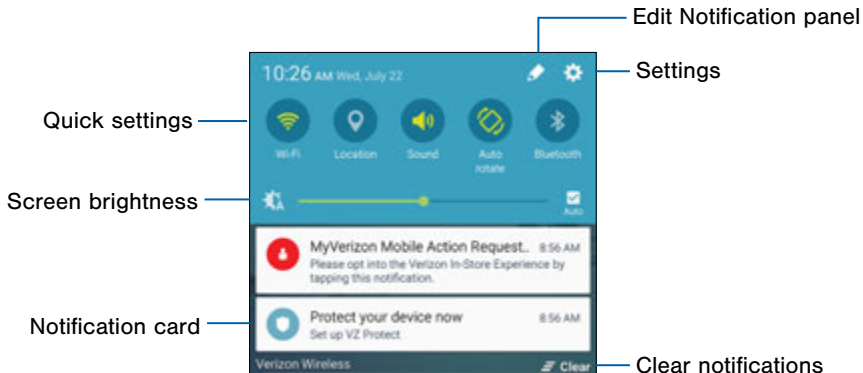 Edit Notification panel
10:26 AM Wed, July 22
Settings
Quick settings
Wi-Fi
Location
Sound
Auto rotate
Bluetooth
Screen brightness
A
Auto
MyVerizon Mobile Action Request.. 8:56 AM
Please opt into the Verizon In-Store Experience by
tapping this notification.
Notification card
Protect your device now 8:56 AM
Set up VZ Protect
Verizon Wireless
Clear
Clear notifications